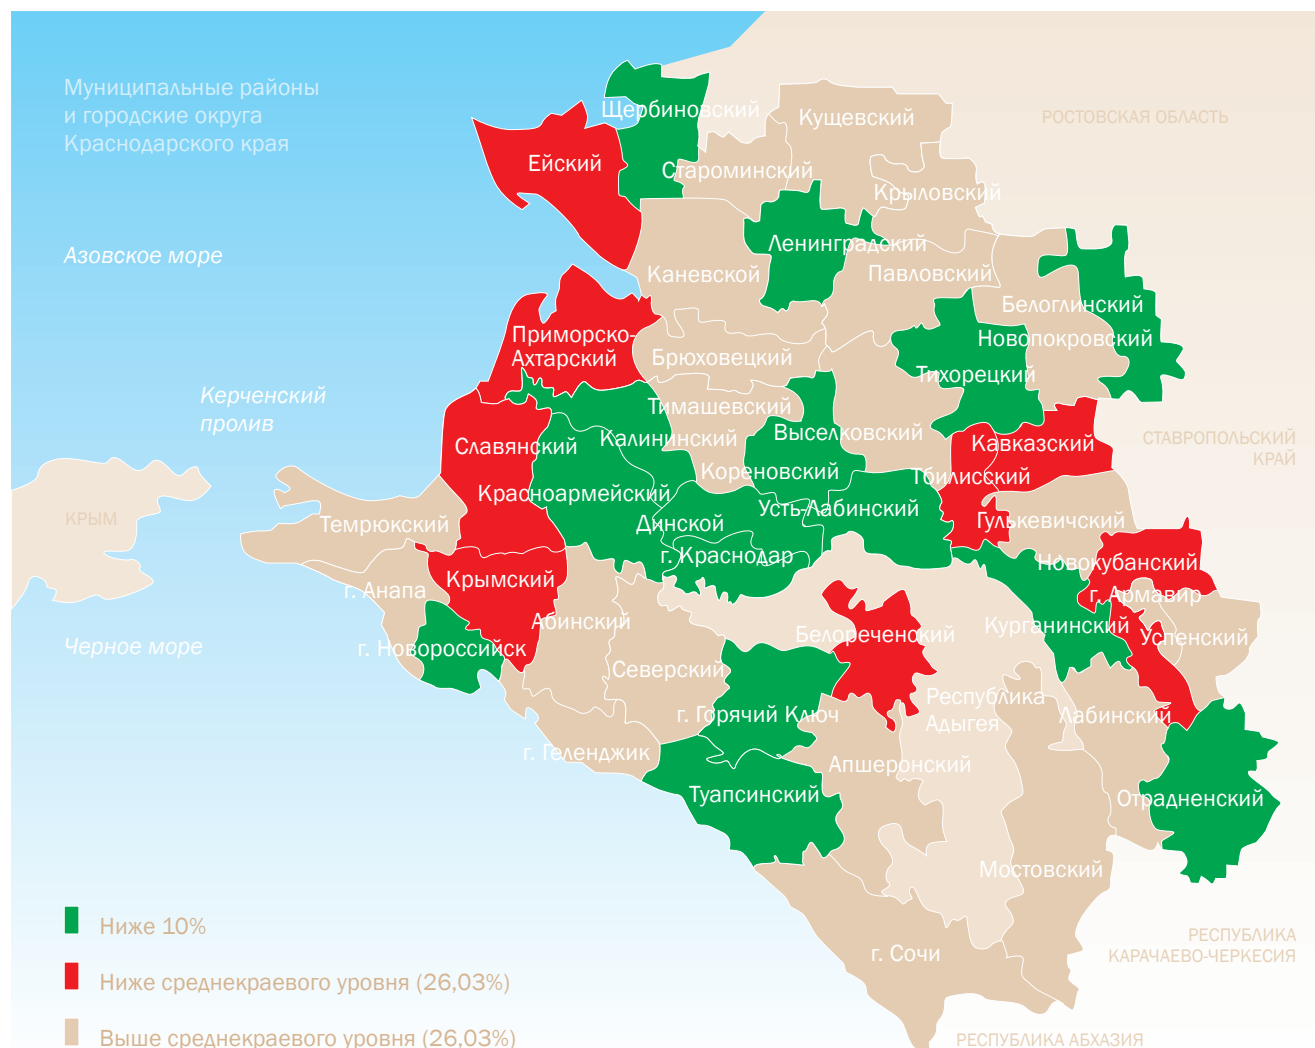 Муниципальные районы
и городские округа
Краснодарского края
Щербиновский
Кущевский
РОСТОВСКАЯ ОБЛАСТЬ
Ейский
Староминский
Крыловский
Азовское море
Ленинградский
Каневской
Павловский
Белоглинский
Приморско-
Ахтарский
Новопокровский
Брюховецкий
Тихорецкий
Керченский
пролив
Тимашевский
Славянский
Калининский
Выселковский
Кавказский
СТАВРОПОЛЬСКИЙ
КРАЙ
Кореновский
Тбилисский
Красноармейский
КРЫМ
Темрюкский
Динской
Усть-Лабинский
Гулькевичский
г. Краснодар
Новокубанский
Крымский
г. Анапа
г. Армавир
Абинский
Белореченский
Курганинский
Успенский
Черное море
г. Новороссийск
Северский
Республика
Адыгея
г. Горячий Ключ
Лабинский
г. Геленджик
Апшеронский
Туапсинский
Отрадненский
Мостовский
г. Сочи
РЕСПУБЛИКА
КАРАЧАЕВО-ЧЕРКЕСИЯ
РЕСПУБЛИКА АБХАЗИЯ
Ниже 10%
Ниже среднекраевого уровня (26,03%)
Выше среднекраевого уровня (26,03%)